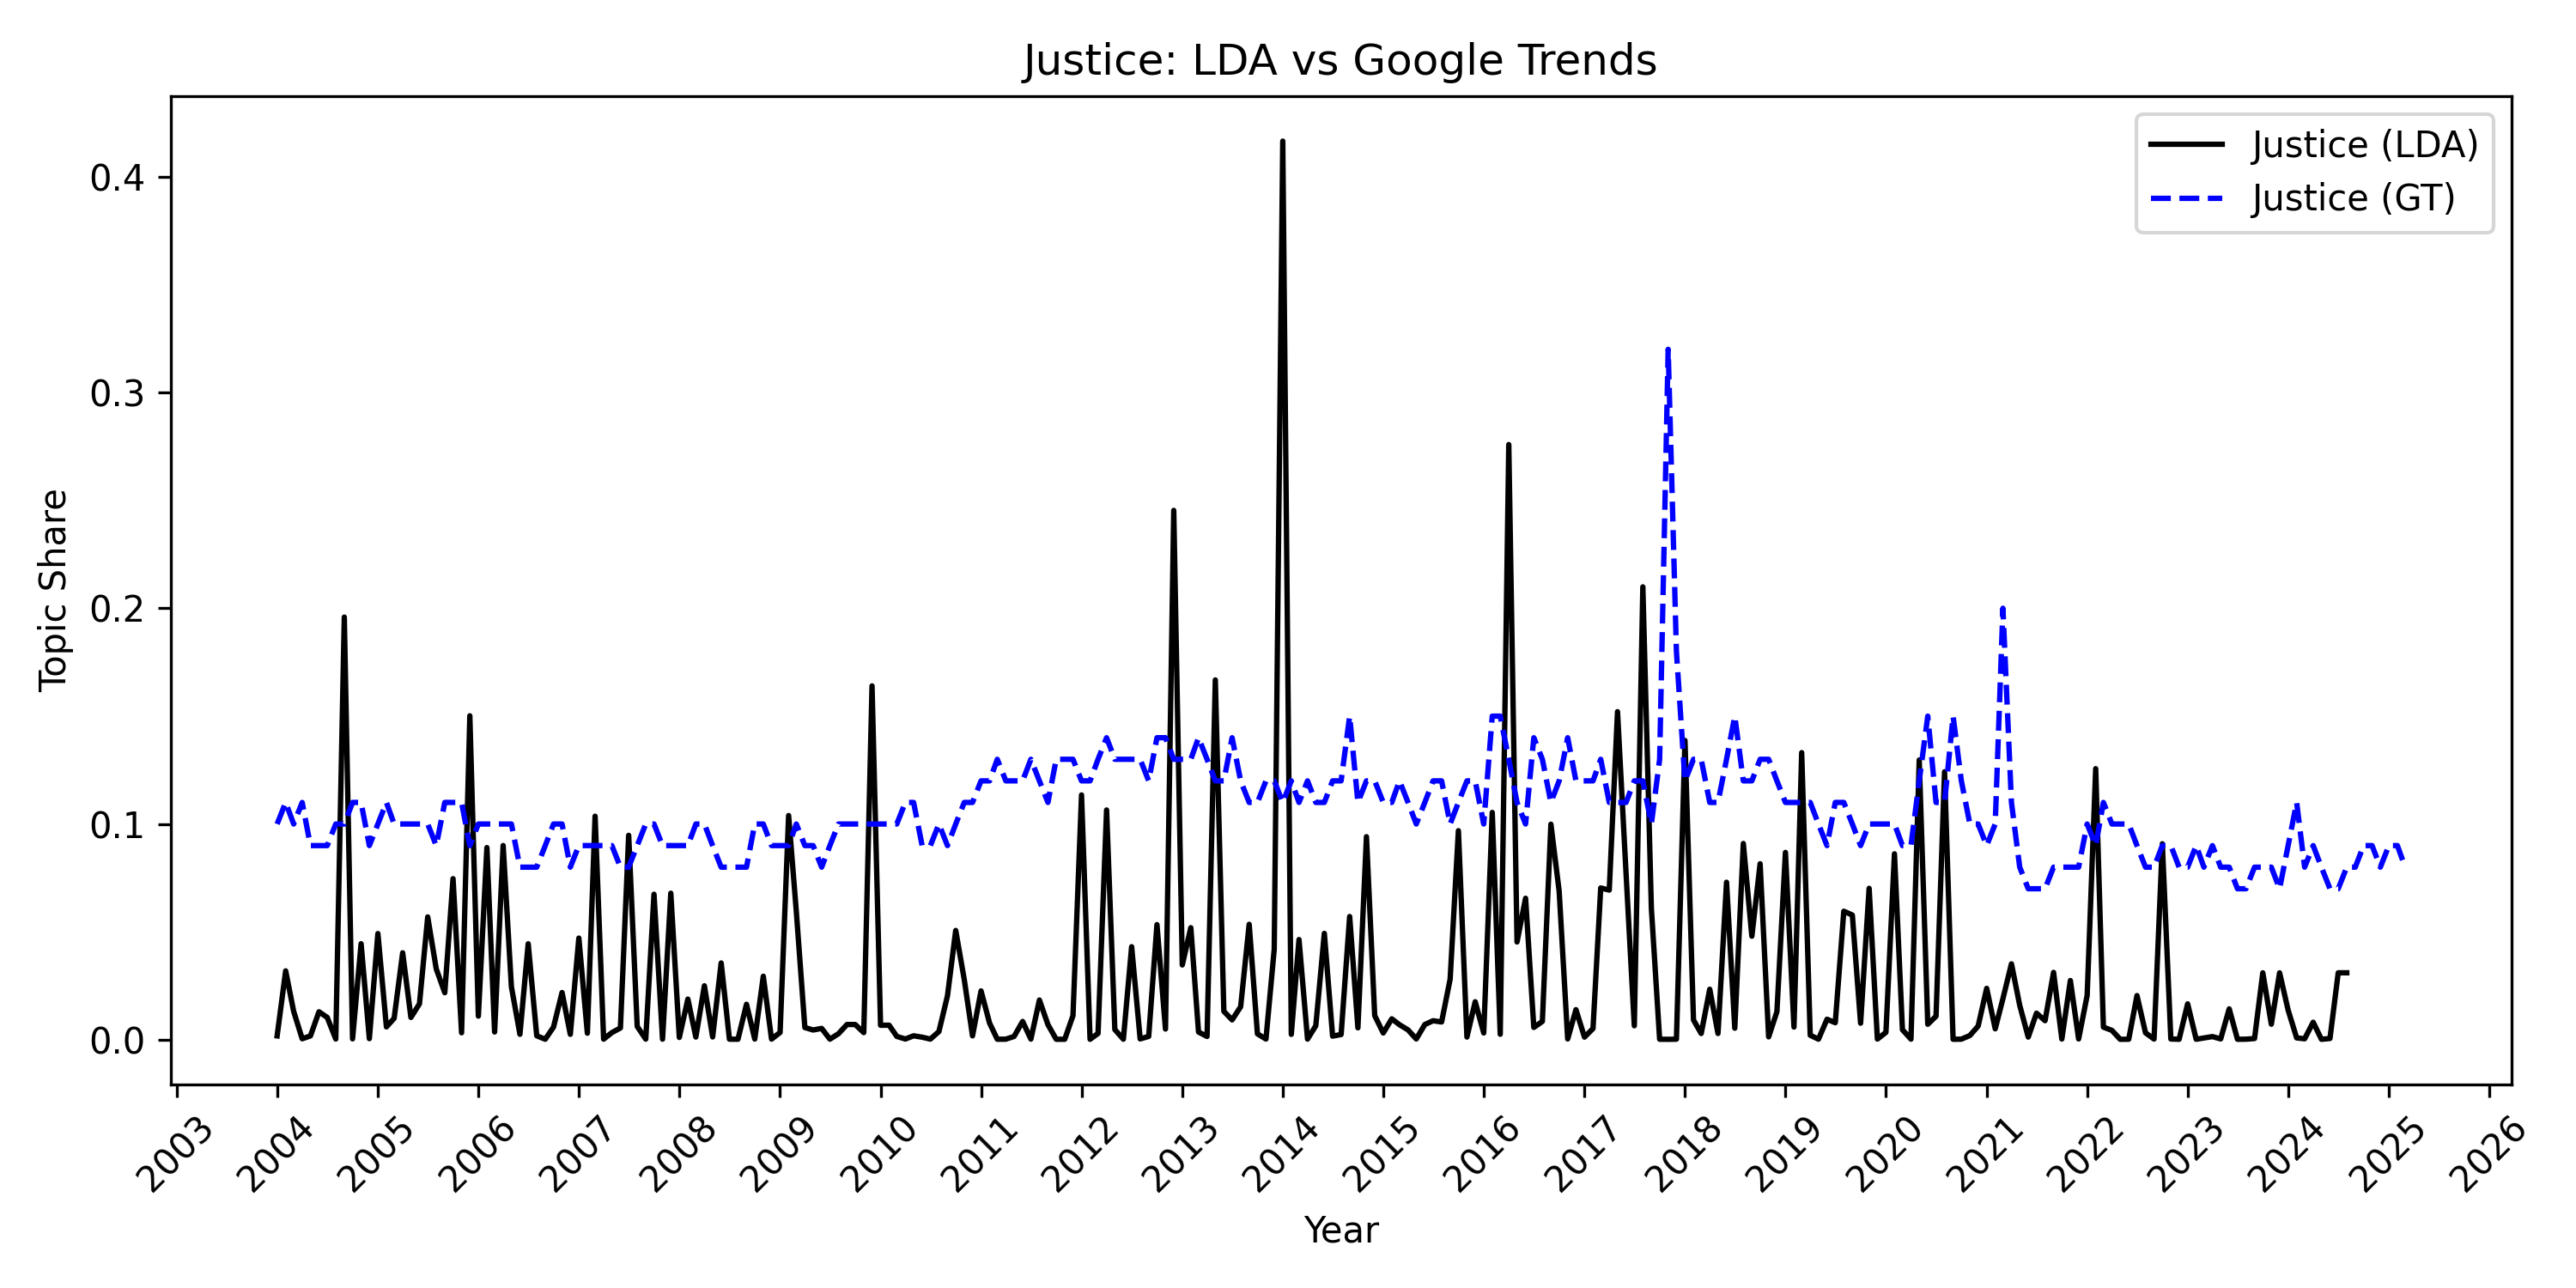 Justice: LDA vs Google Trends
Justice (LDA)
Justice (GT)
Topic Share
0.4
0.3
0.2
0.1
0.0
2003 2004 2005 2006 2007 2008 2009 2010 2011 2012 2013 2014 2015 2016 2017 2018 2019 2020 2021 2022 2023 2024 2025 2026
Year